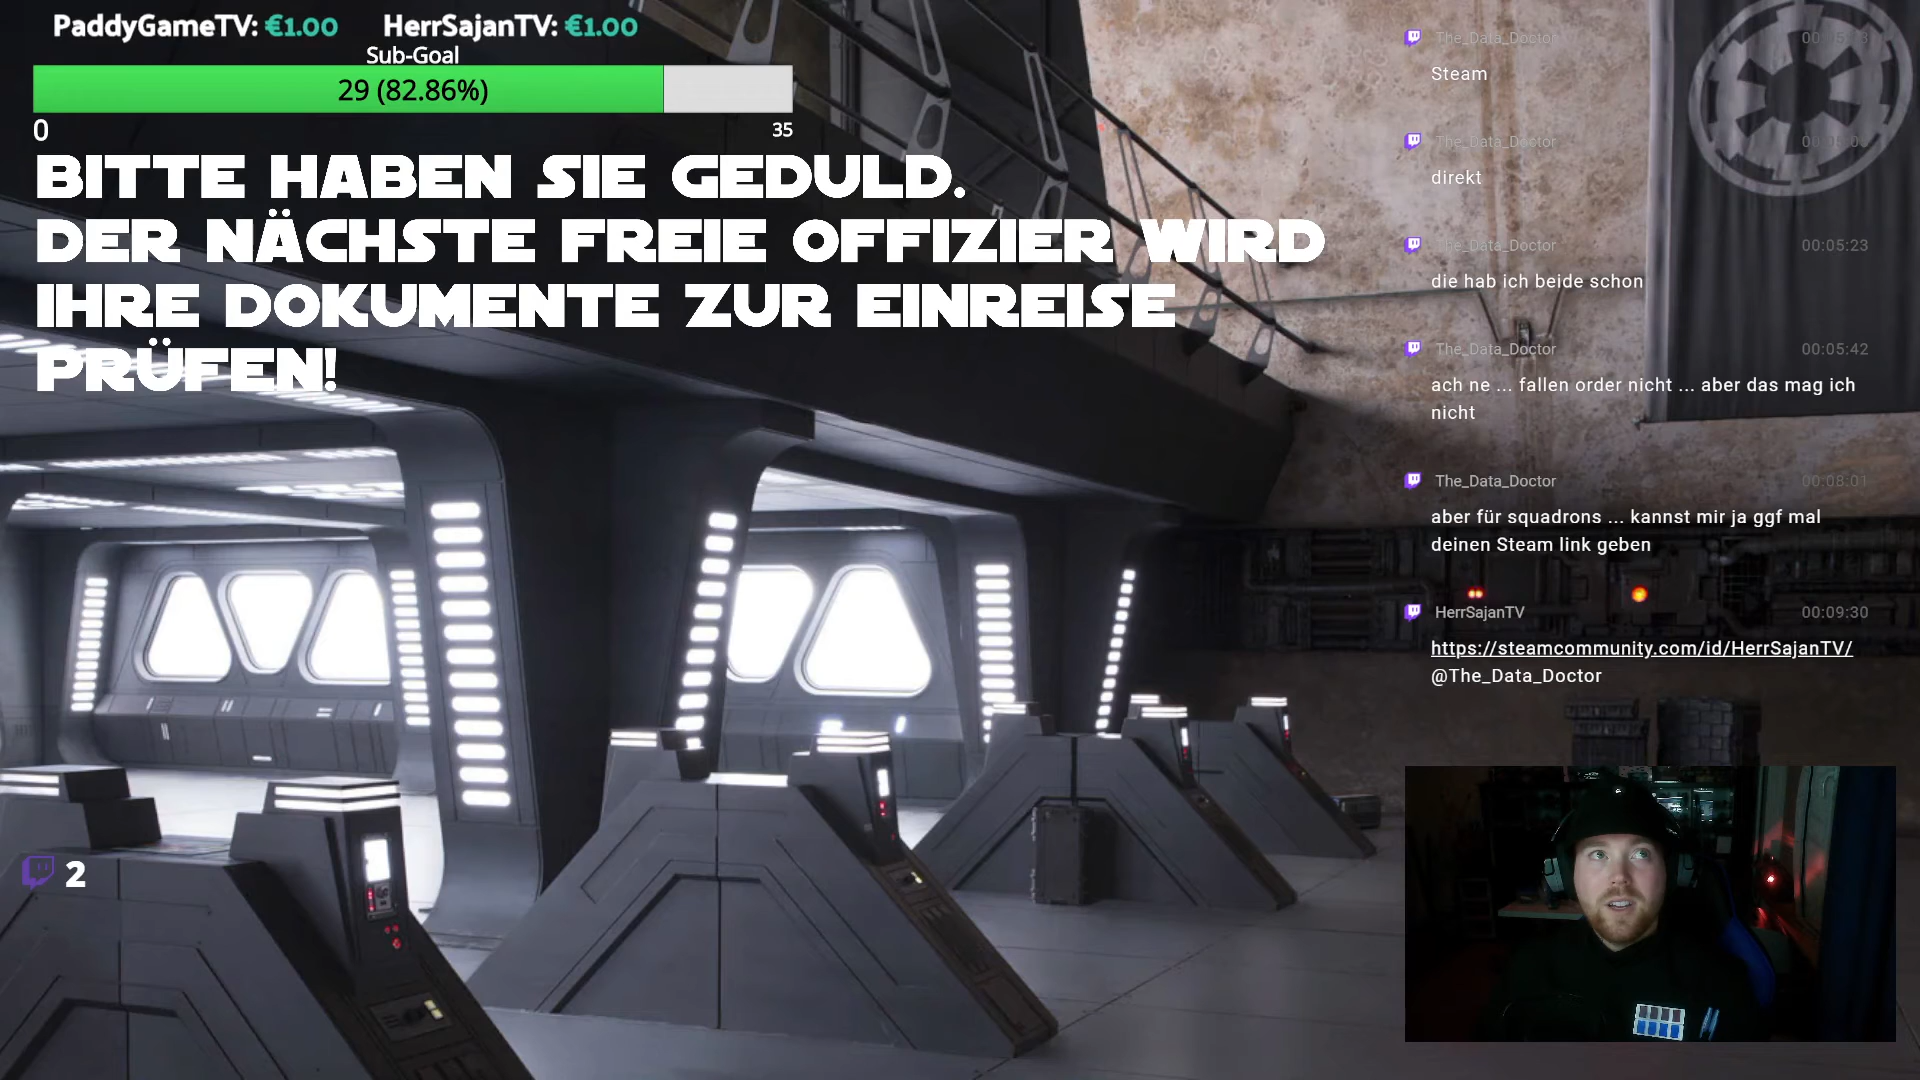 PaddyGameTV: €1.00 HerrSajanTV: €1.00
Sub-Goal
29 (82.86%)
0 35
BITTE HABEN SIE GEDULD.
DER NÄCHSTE FREIE OFFIZIER WIRD
IHRE DOKUMENTE ZUR EINREISE
PRÜFEN!
2
The_Data_Doctor
Steam
The_Data_Doctor
direkt
The_Data_Doctor 00:05:23
die hab ich beide schon
The_Data_Doctor 00:05:42
ach ne ... fallen order nicht ... aber das mag ich
nicht
The_Data_Doctor 00:08:01
aber für squadrons ... kannst mir ja ggf mal
deinen Steam link geben
HerrSajanTV 00:09:30
https://steamcommunity.com/id/HerrSajanTV/
@The_Data_Doctor